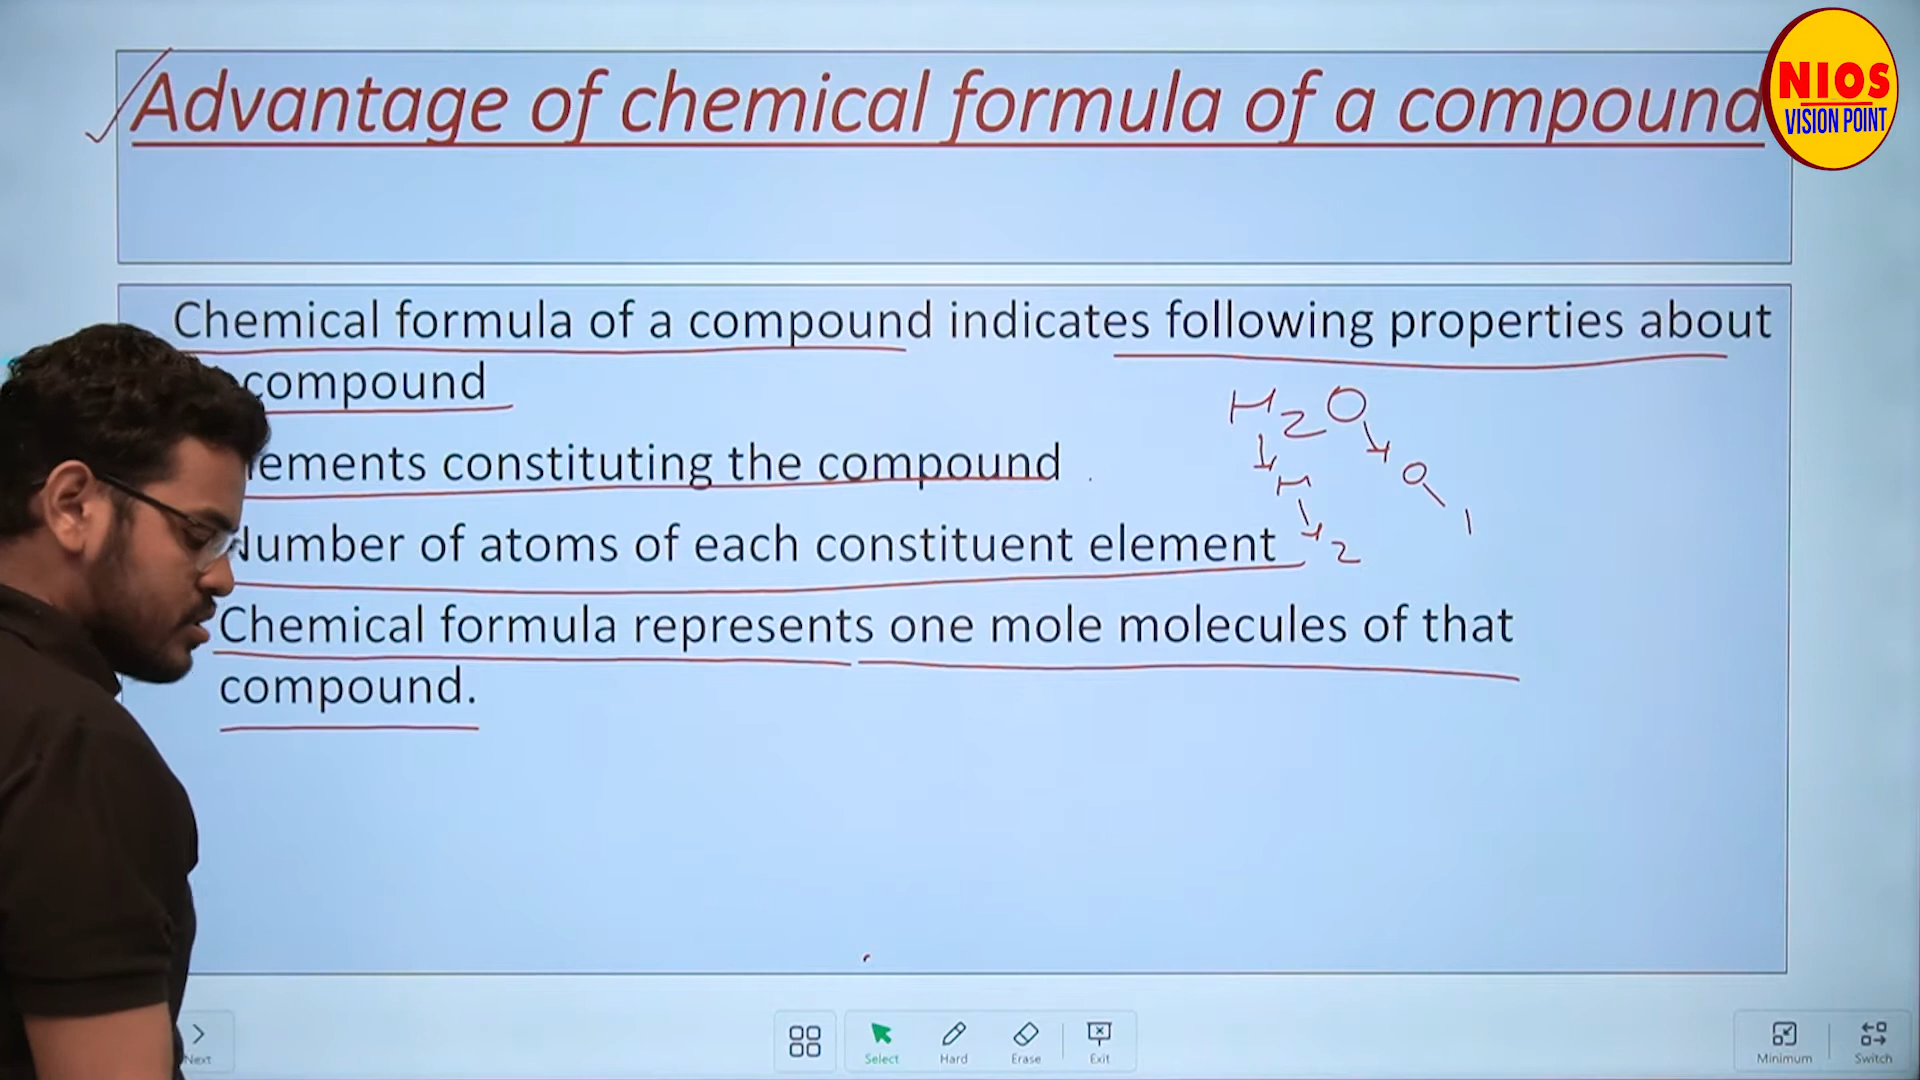 Advantage of chemical formula of a compound
NIOS
VISION POINT
Chemical formula of a compound indicates following properties about
compound
H2O
H O
2 1
ements constituting the compound
Number of atoms of each constituent element
Chemical formula represents one mole molecules of that
compound.
Next
Select
Hard
Erase
Exit
Minimum
Switch